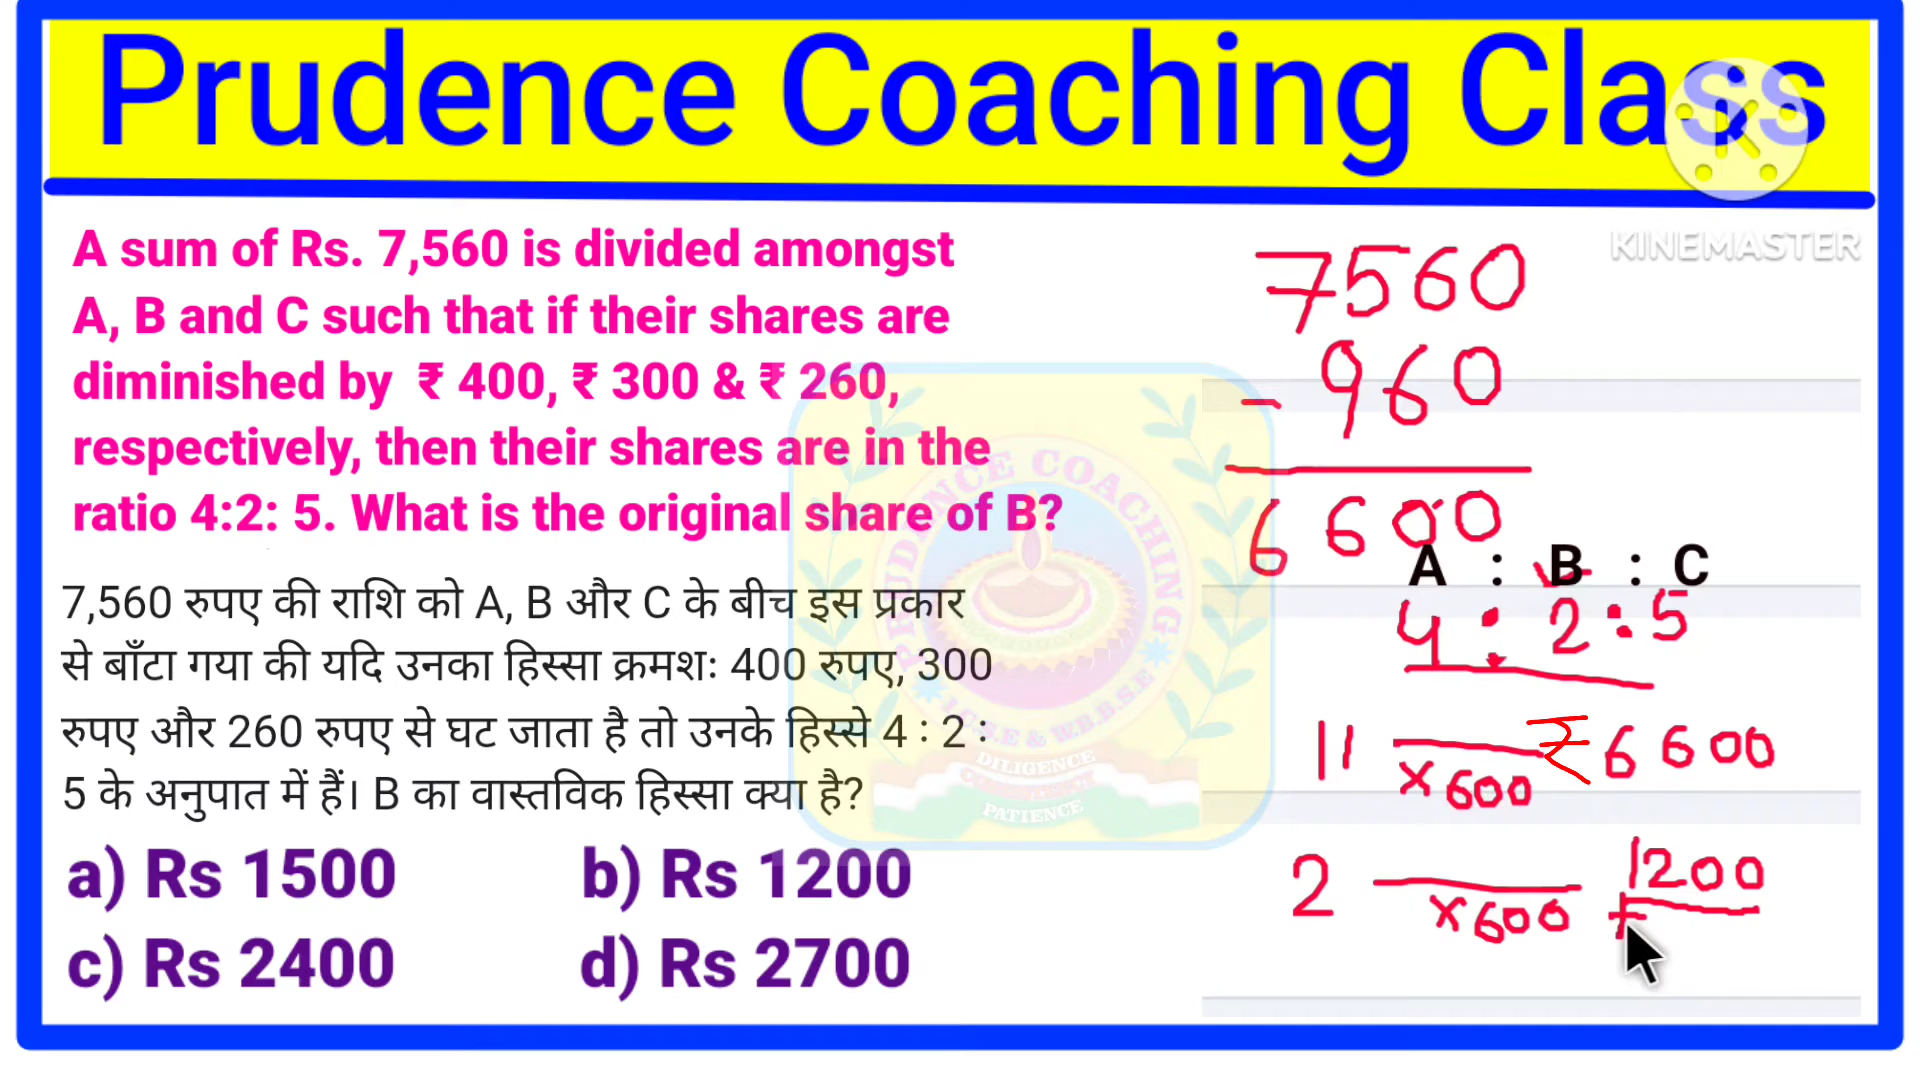 Prudence Coaching Class
KINEMASTER
A sum of Rs. 7,560 is divided amongst
A, B and C such that if their shares are
diminished by ₹ 400, ₹ 300 & ₹ 260,
respectively, then their shares are in the
ratio 4:2: 5. What is the original share of B?
7,560 रुपए की राशि को A, B और C के बीच इस प्रकार
से बाँटा गया की यदि उनका हिस्सा क्रमशः 400 रुपए, 300
रुपए और 260 रुपए से घट जाता है तो उनके हिस्से 4 : 2 :
5 के अनुपात में हैं। B का वास्तविक हिस्सा क्या है?
a) Rs 1500 b) Rs 1200
c) Rs 2400 d) Rs 2700
7560
- 960
6600
A : B : C
4 : 2 : 5
11 ×600 ₹ 6600
2 ×600 1200
+
PRUDENCE COACHING
DILIGENCE
PATIENCE